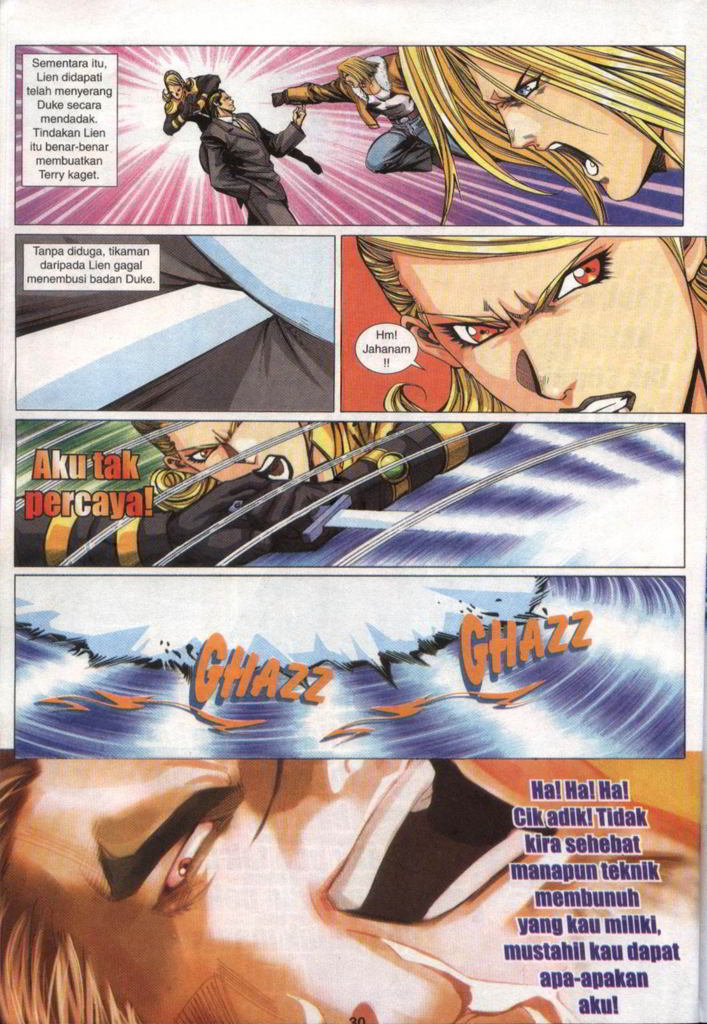 Sementara itu,
Lien didapati
telah menyerang
Duke secara
mendadak.
Tindakan Lien
itu benar-benar
membuatkan
Terry kaget.
Tanpa diduga, tikaman
daripada Lien gagal
menembusi badan Duke.
Hm!
Jahanam
!!
Aku tak
percaya!
GHAZZ
GHAZZ
Ha! Ha! Ha!
Cik adik! Tidak
kira sehebat
manapun teknik
membunuh
yang kau miliki,
mustahil kau dapat
apa-apakan
aku!
30